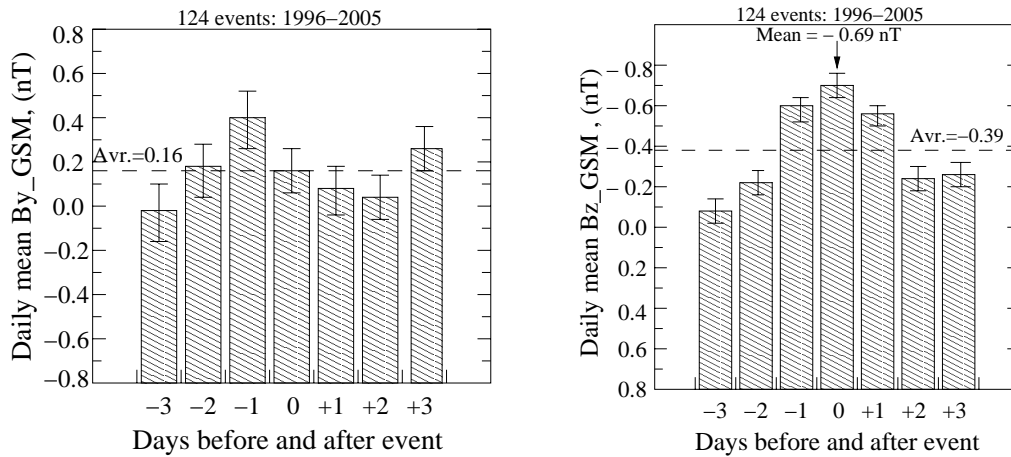 124 events: 1996−2005
Daily mean By_GSM, (nT)
0.8
0.6
0.4
0.2
0.0
−0.2
−0.4
−0.6
−0.8
Avr.=0.16
−3 −2 −1 0 +1 +2 +3
Days before and after event
124 events: 1996−2005
Mean = − 0.69 nT
Daily mean Bz_GSM , (nT)
− 0.8
− 0.6
− 0.4
− 0.2
0.0
0.2
0.4
0.6
0.8
Avr.=−0.39
−3 −2 −1 0 +1 +2 +3
Days before and after event